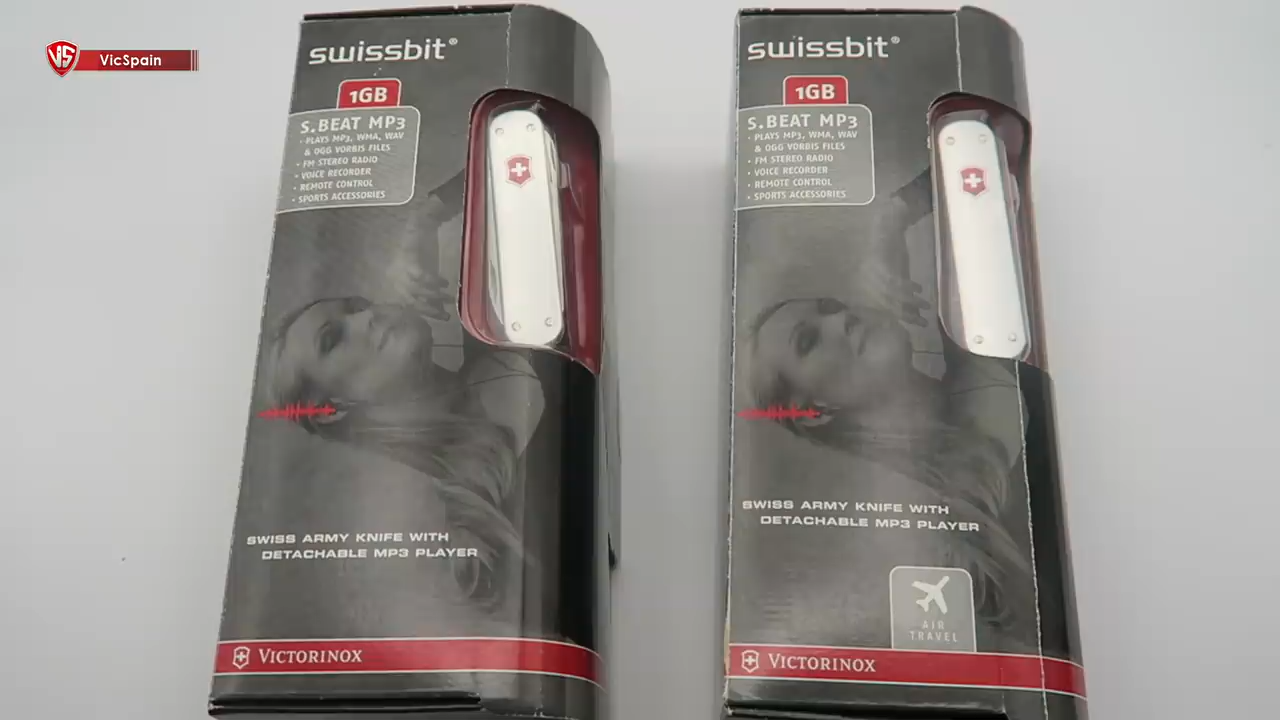 VS VicSpain
swissbit®
1GB
S.BEAT MP3
• PLAYS MP3, WMA, WAV
& OGG VORBIS FILES
• FM STEREO RADIO
• VOICE RECORDER
• REMOTE CONTROL
• SPORTS ACCESSORIES
SWISS ARMY KNIFE WITH
DETACHABLE MP3 PLAYER
VICTORINOX
swissbit®
1GB
S.BEAT MP3
• PLAYS MP3, WMA, WAV
& OGG VORBIS FILES
• FM STEREO RADIO
• VOICE RECORDER
• REMOTE CONTROL
• SPORTS ACCESSORIES
SWISS ARMY KNIFE WITH
DETACHABLE MP3 PLAYER
AIR
TRAVEL
VICTORINOX